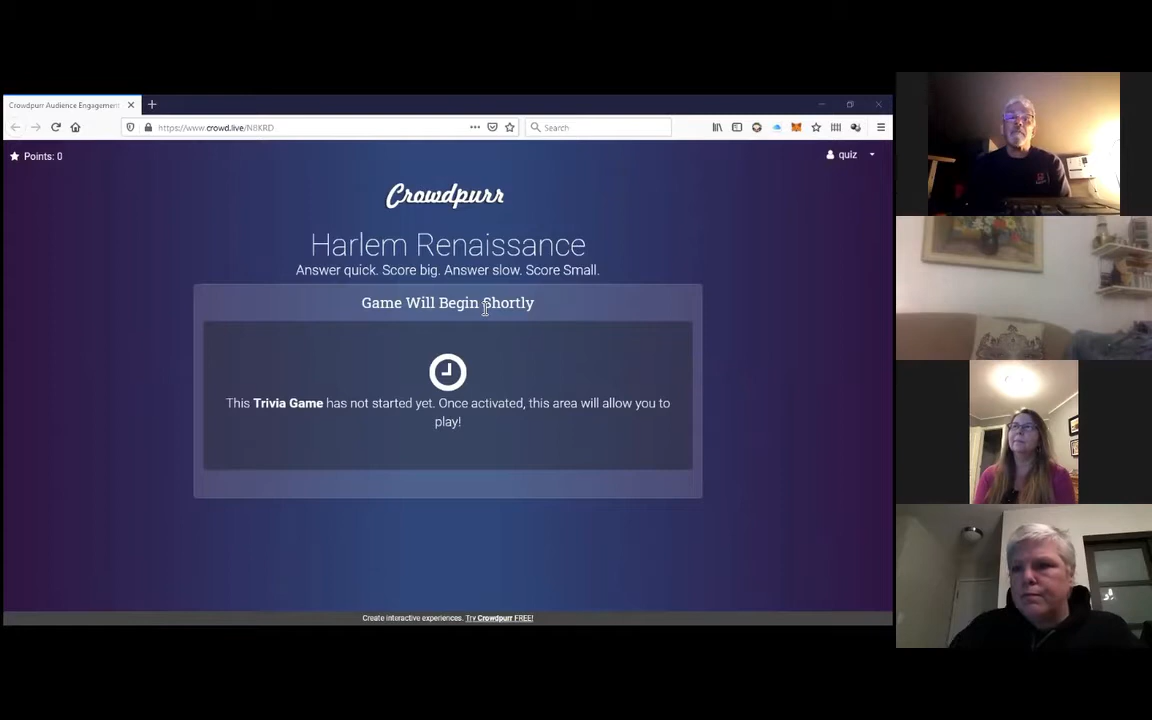 Crowdpurr Audience Engagement
https://www.crowd.live/N8KRD
Search
Points: 0
quiz
Crowdpurr
Harlem Renaissance
Answer quick. Score big. Answer slow. Score Small.
Game Will Begin Shortly
This Trivia Game has not started yet. Once activated, this area will allow you to
play!
Create interactive experiences. Try Crowdpurr FREE!